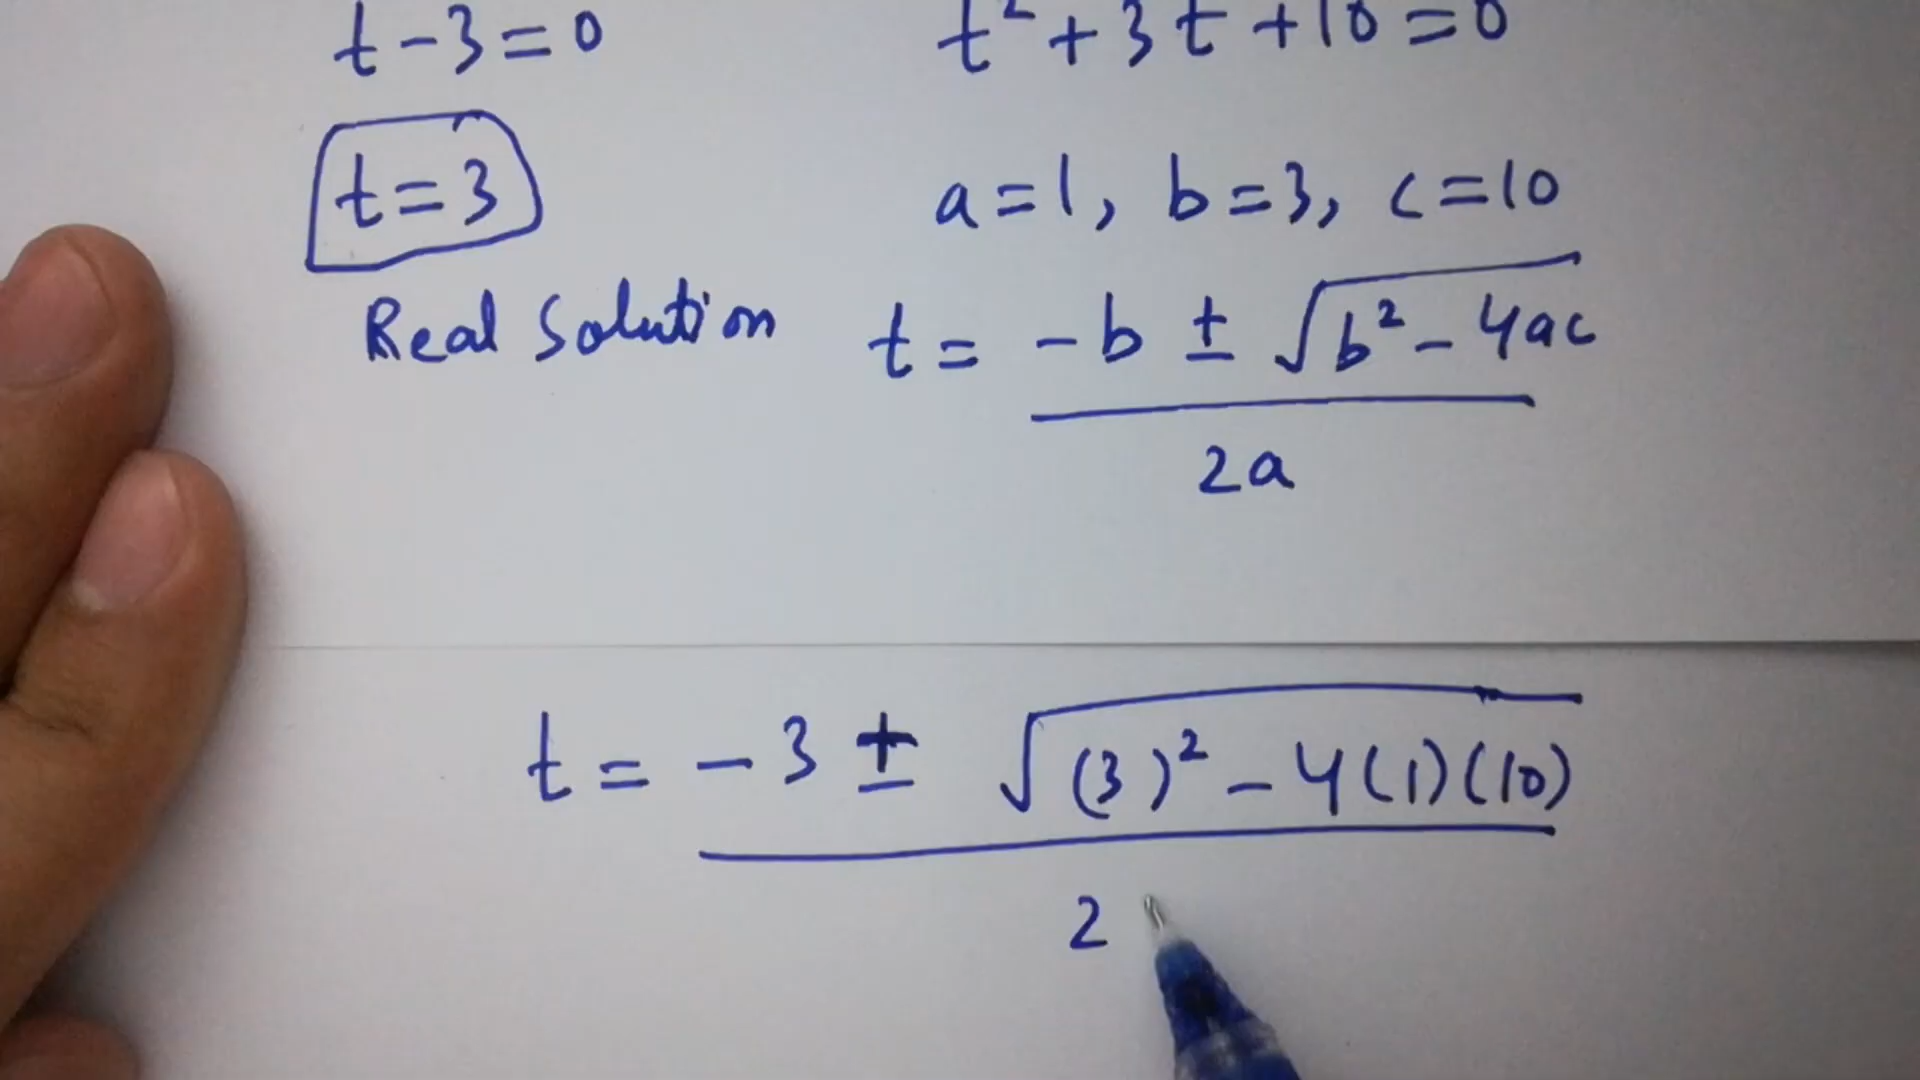 t-3=0
t=3
Real Solution
t²+3t+10=0
a=1, b=3, c=10
t= -b ± √b²-4ac
2a
t= -3 ± √(3)²-4(1)(10)
2